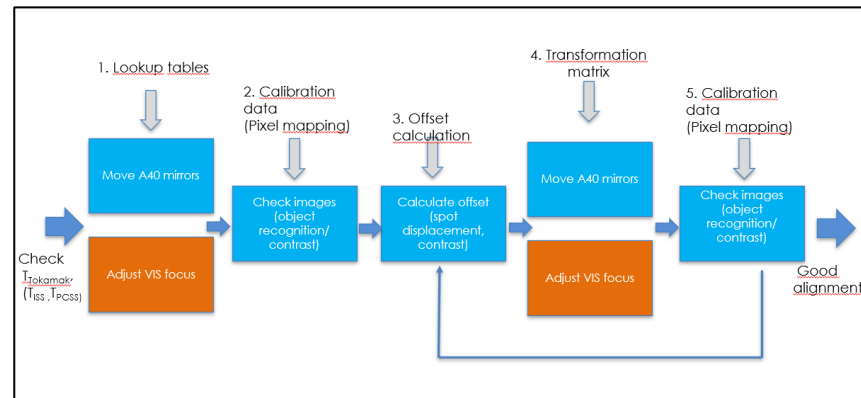 1. Lookup tables
2. Calibration
data
(Pixel mapping)
3. Offset
calculation
4. Transformation
matrix
5. Calibration
data
(Pixel mapping)
Move A40 mirrors
Adjust VIS focus
Check images
(object
recognition/
contrast)
Calculate offset
(spot
displacement,
contrast)
Move A40 mirrors
Adjust VIS focus
Check images
(object
recognition/
contrast)
Check
TTokamak,
(TISS ,TPCSS)
Good
alignment